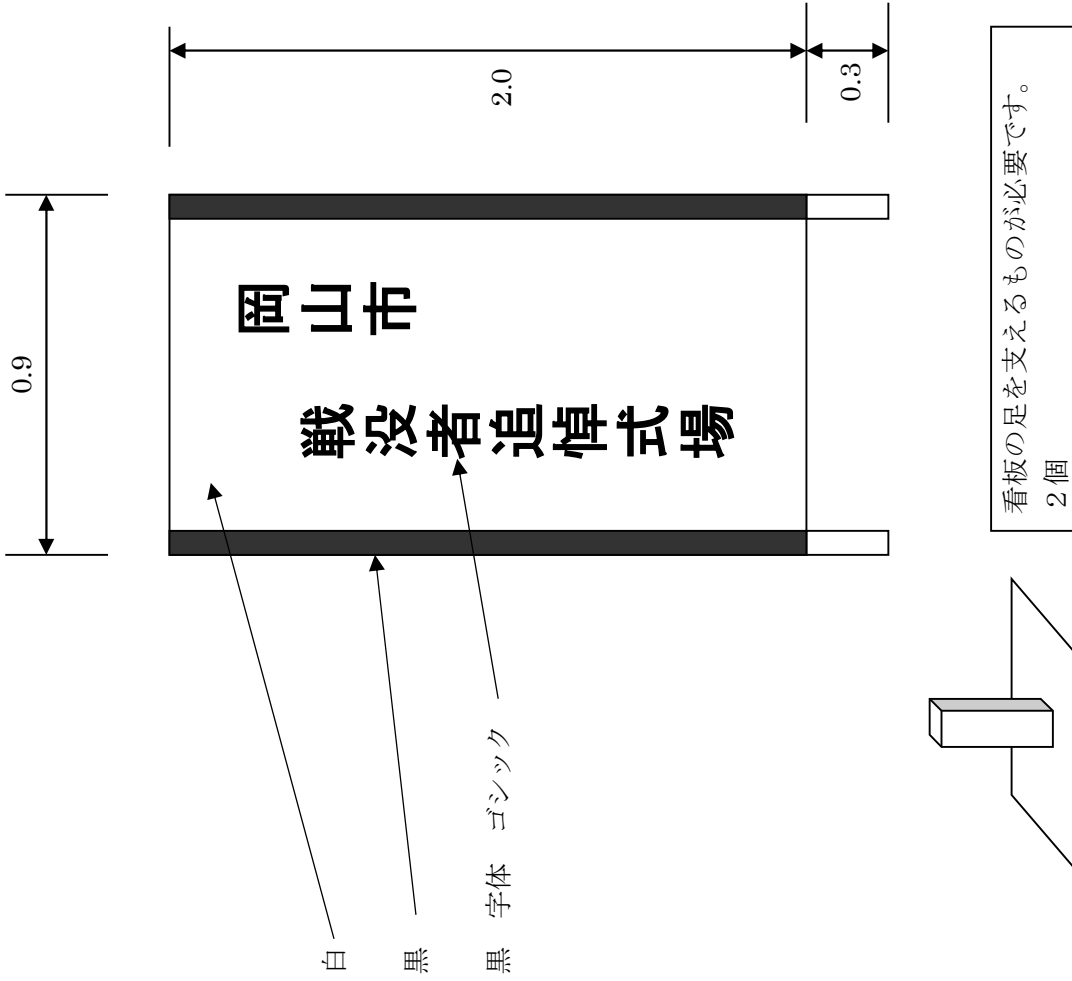 0.9
2.0
0.3
岡山市
戦没者追悼式場
白
黒
黒　字体　ゴシック
看板の足を支えるものが必要です。
２個